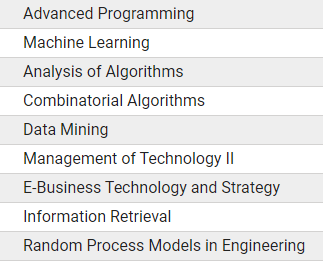 Advanced Programming
Machine Learning
Analysis of Algorithms
Combinatorial Algorithms
Data Mining
Management of Technology II
E-Business Technology and Strategy
Information Retrieval
Random Process Models in Engineering